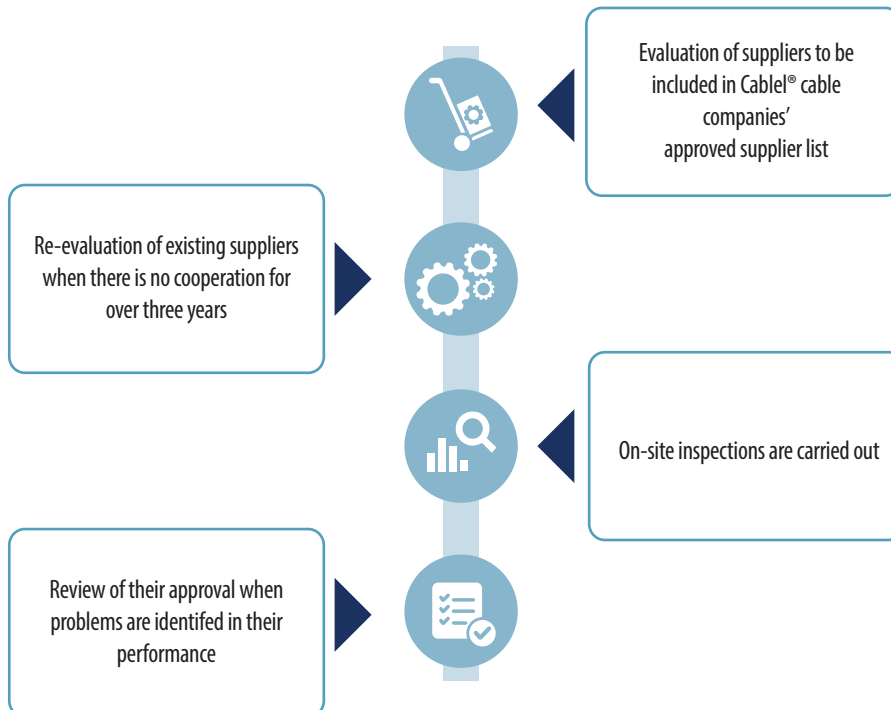 Evaluation of suppliers to be
included in Cablel® cable
companies’
approved supplier list
Re-evaluation of existing suppliers
when there is no cooperation for
over three years
On-site inspections are carried out
Review of their approval when
problems are identifed in their
performance